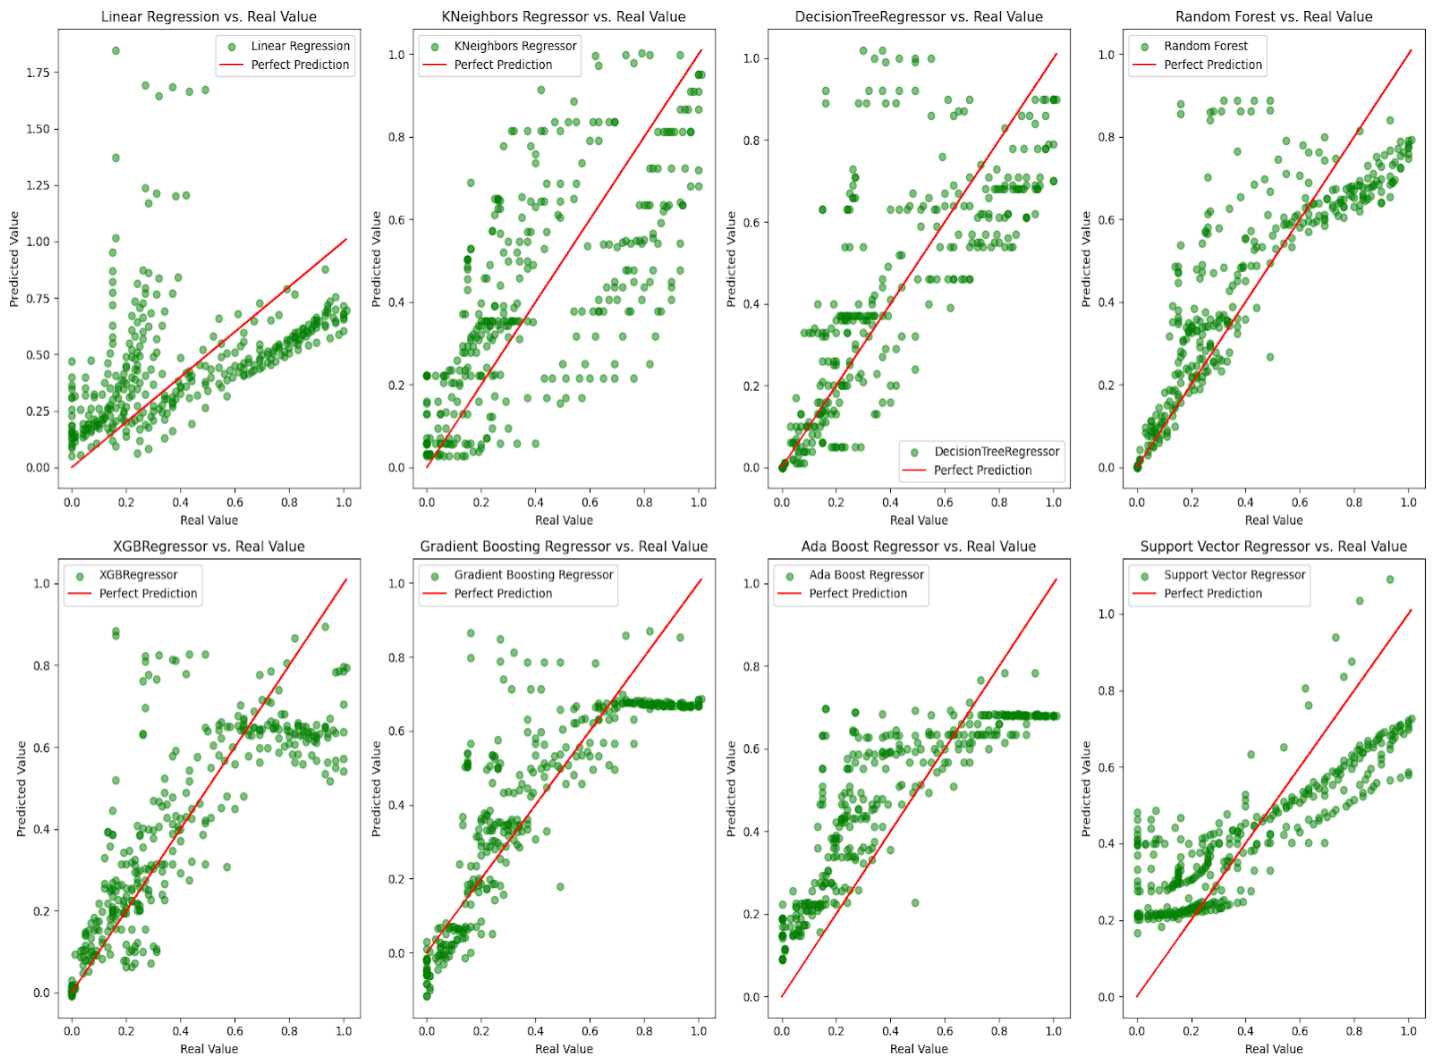 Linear Regression vs. Real Value
Linear Regression
Perfect Prediction
1.75
1.50
1.25
1.00
0.75
0.50
0.25
0.00
Predicted Value
0.0 0.2 0.4 0.6 0.8 1.0
Real Value
KNeighbors Regressor vs. Real Value
KNeighbors Regressor
Perfect Prediction
1.0
0.8
0.6
0.4
0.2
0.0
Predicted Value
0.0 0.2 0.4 0.6 0.8 1.0
Real Value
DecisionTreeRegressor vs. Real Value
1.0
0.8
0.6
0.4
0.2
0.0
Predicted Value
DecisionTreeRegressor
Perfect Prediction
0.0 0.2 0.4 0.6 0.8 1.0
Real Value
Random Forest vs. Real Value
Random Forest
Perfect Prediction
1.0
0.8
0.6
0.4
0.2
0.0
Predicted Value
0.0 0.2 0.4 0.6 0.8 1.0
Real Value
XGBRegressor vs. Real Value
XGBRegressor
Perfect Prediction
1.0
0.8
0.6
0.4
0.2
0.0
Predicted Value
0.0 0.2 0.4 0.6 0.8 1.0
Real Value
Gradient Boosting Regressor vs. Real Value
Gradient Boosting Regressor
Perfect Prediction
1.0
0.8
0.6
0.4
0.2
0.0
Predicted Value
0.0 0.2 0.4 0.6 0.8 1.0
Real Value
Ada Boost Regressor vs. Real Value
Ada Boost Regressor
Perfect Prediction
1.0
0.8
0.6
0.4
0.2
0.0
Predicted Value
0.0 0.2 0.4 0.6 0.8 1.0
Real Value
Support Vector Regressor vs. Real Value
Support Vector Regressor
Perfect Prediction
1.0
0.8
0.6
0.4
0.2
0.0
Predicted Value
0.0 0.2 0.4 0.6 0.8 1.0
Real Value